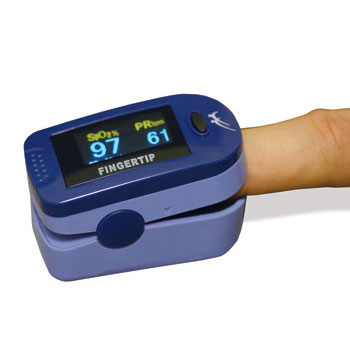 SpO2% PRbpm
97 61
FINGERTIP